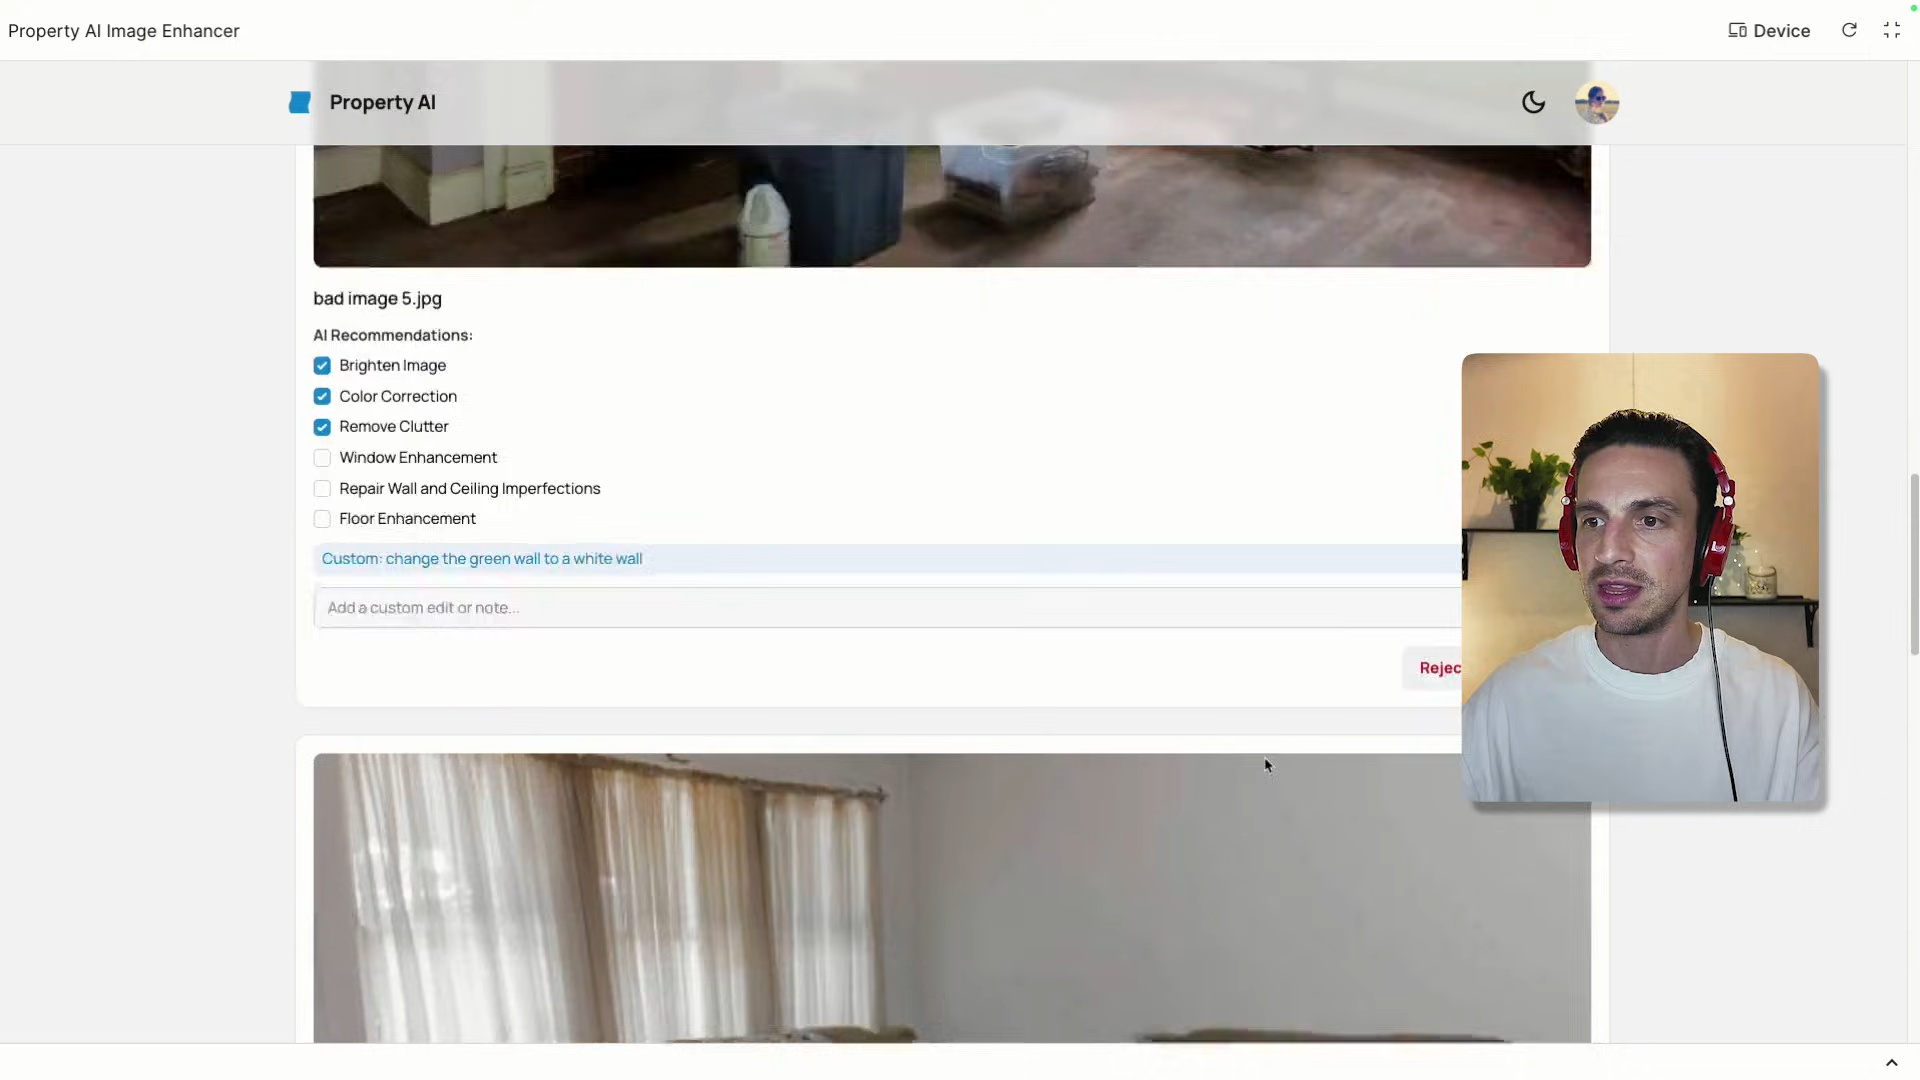 Property AI Image Enhancer
Device
Property AI
bad image 5.jpg
AI Recommendations:
Brighten Image
Color Correction
Remove Clutter
Window Enhancement
Repair Wall and Ceiling Imperfections
Floor Enhancement
Custom: change the green wall to a white wall
Add a custom edit or note...
Rejec